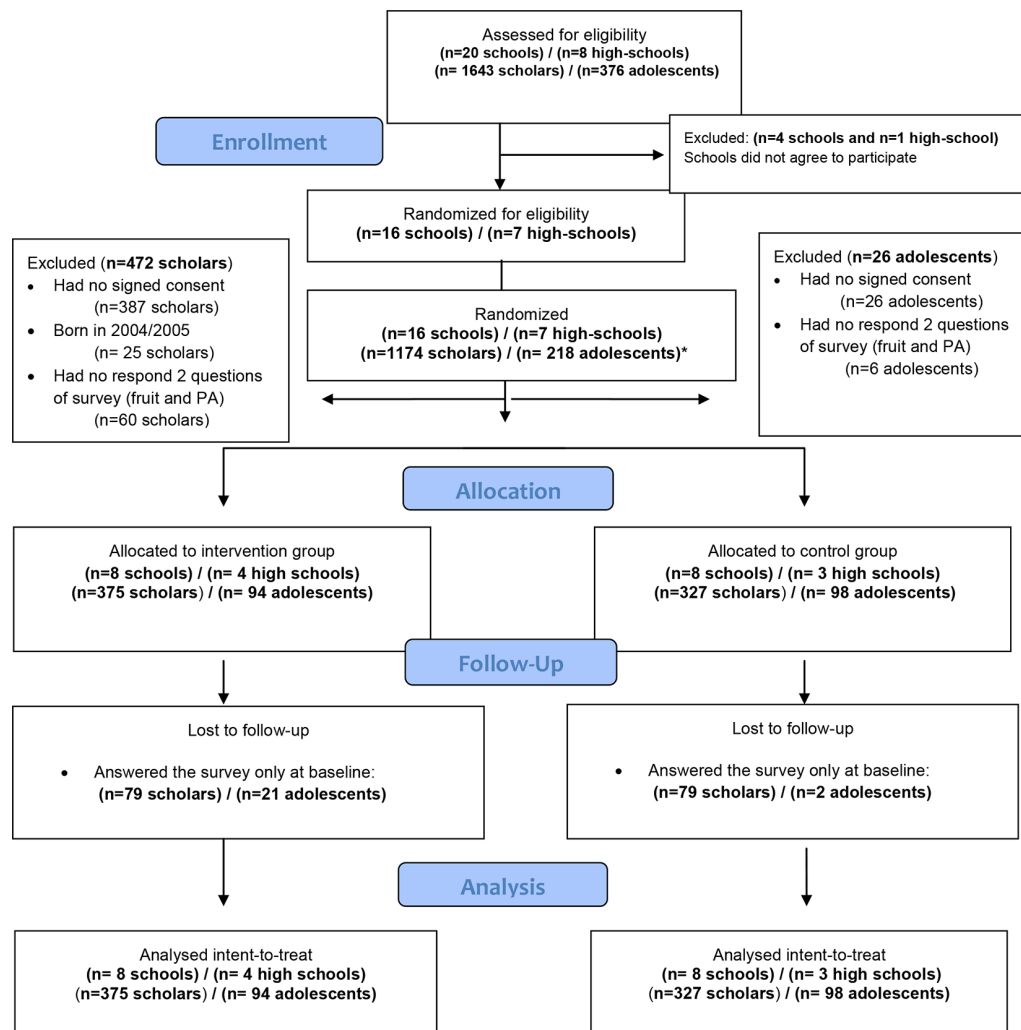 Assessed for eligibility
(n=20 schools) / (n=8 high-schools)
(n= 1643 scholars) / (n=376 adolescents)
Enrollment
Excluded: (n=4 schools and n=1 high-school)
Schools did not agree to participate
Randomized for eligibility
(n=16 schools) / (n=7 high-schools)
Excluded (n=472 scholars)
• Had no signed consent
(n=387 scholars)
• Born in 2004/2005
(n= 25 scholars)
• Had no respond 2 questions
of survey (fruit and PA)
(n=60 scholars)
Excluded (n=26 adolescents)
• Had no signed consent
(n=26 adolescents)
• Had no respond 2 questions
of survey (fruit and PA)
(n=6 adolescents)
Randomized
(n=16 schools) / (n=7 high-schools)
(n=1174 scholars) / (n= 218 adolescents)*
Allocation
Allocated to intervention group
(n=8 schools) / (n= 4 high schools)
(n=375 scholars) / (n= 94 adolescents)
Allocated to control group
(n=8 schools) / (n= 3 high schools)
(n=327 scholars) / (n= 98 adolescents)
Follow-Up
Lost to follow-up
• Answered the survey only at baseline:
(n=79 scholars) / (n=21 adolescents)
Lost to follow-up
• Answered the survey only at baseline:
(n=79 scholars) / (n=2 adolescents)
Analysis
Analysed intent-to-treat
(n= 8 schools) / (n= 4 high schools)
(n=375 scholars) / (n= 94 adolescents)
Analysed intent-to-treat
(n= 8 schools) / (n= 3 high schools)
(n=327 scholars) / (n= 98 adolescents)